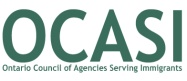 OCASI
Ontario Council of Agencies Serving Immigrants